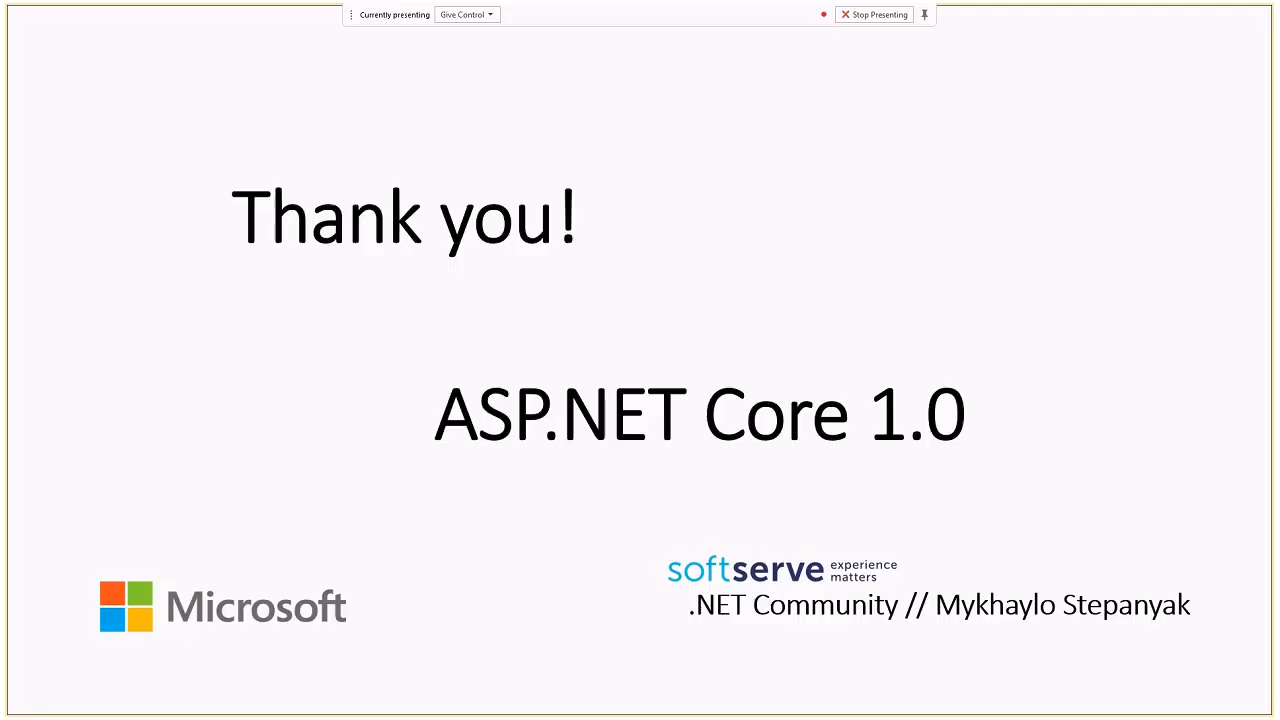 Currently presenting Give Control Stop Presenting
Thank you!
ASP.NET Core 1.0
softserve experience matters
.NET Community // Mykhaylo Stepanyak
Microsoft